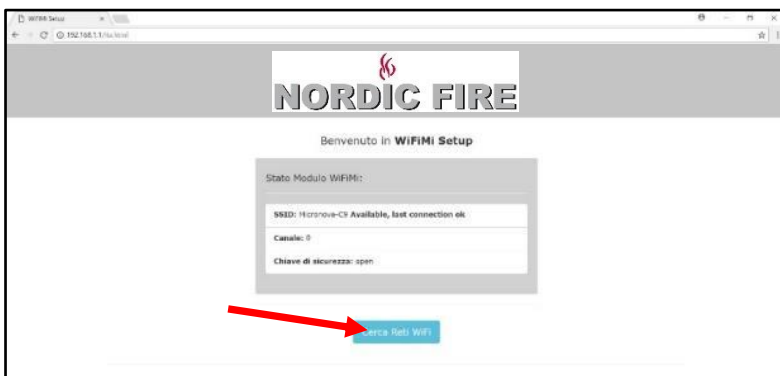 WiFiMi Setup
192.168.1.1/
NORDIC FIRE
Benvenuto in WiFiMi Setup
Stato Modulo WiFiMi:
SSID: Micronova-C9 Available, last connection ok
Canale: 0
Chiave di sicurezza: open
Cerca Reti WiFi